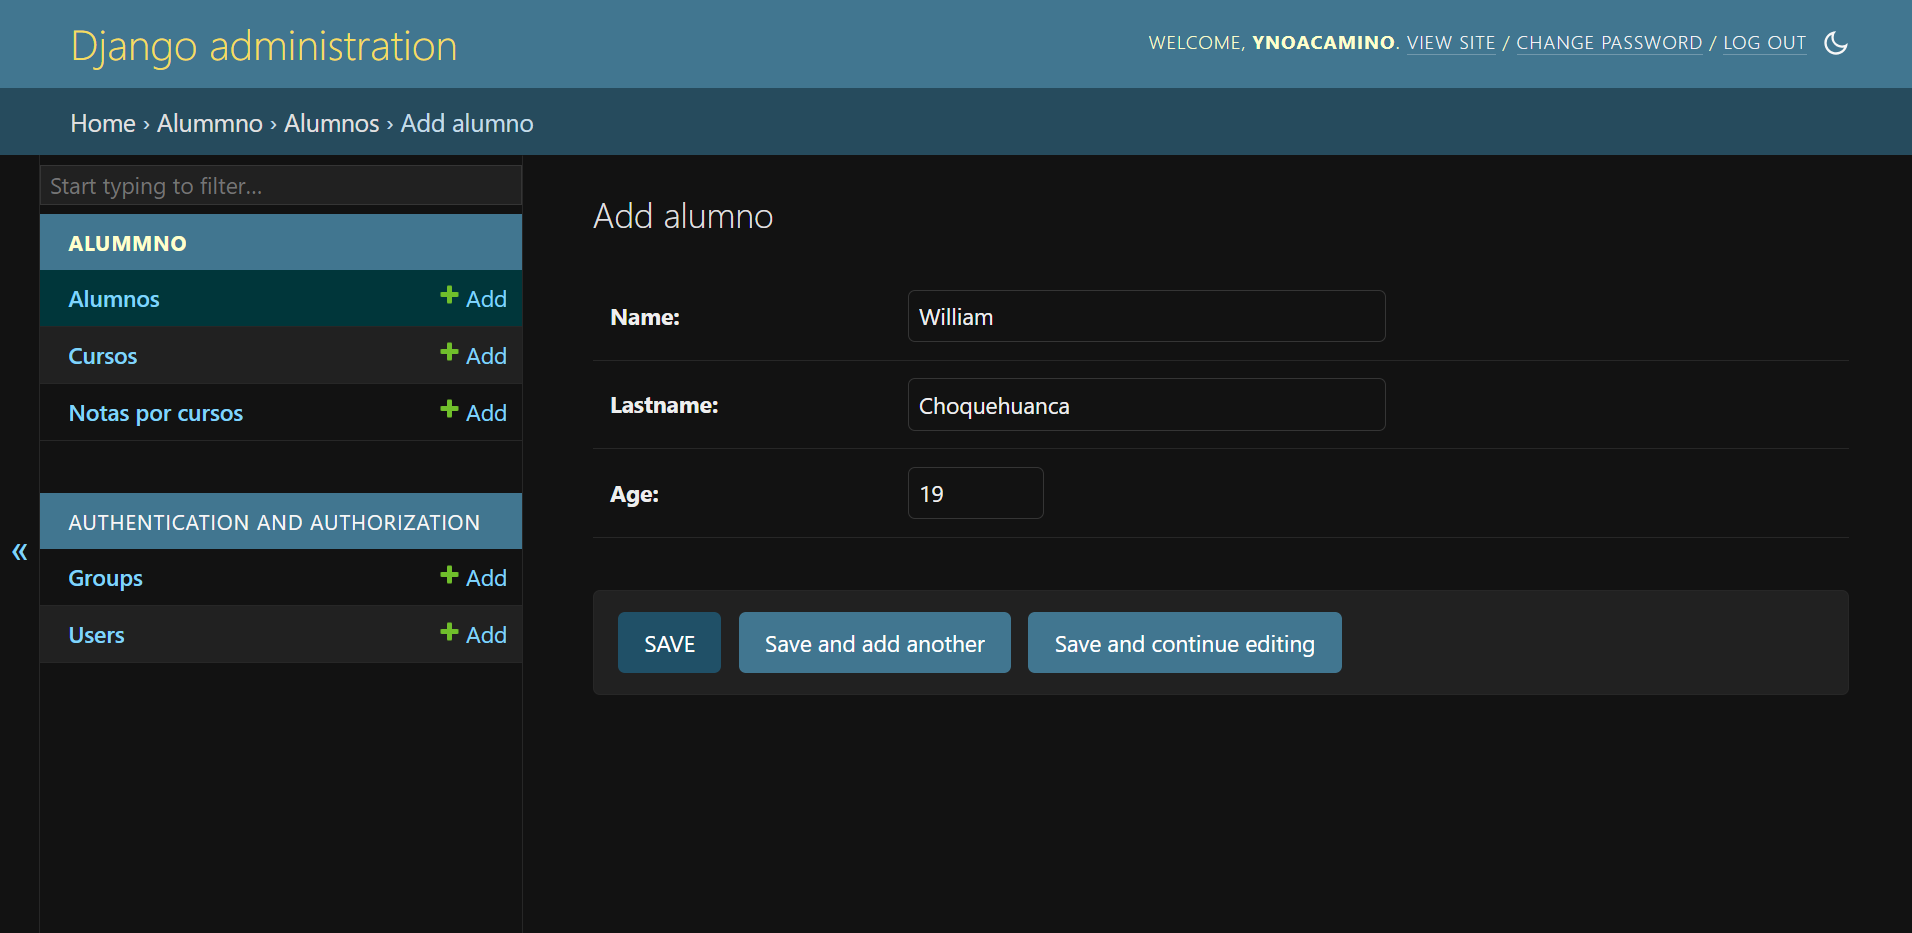 Django administration
WELCOME, YNOACAMINO. VIEW SITE / CHANGE PASSWORD / LOG OUT
Home › Alummno › Alumnos › Add alumno
Start typing to filter...
ALUMMNO
Alumnos Add
Cursos Add
Notas por cursos Add
AUTHENTICATION AND AUTHORIZATION
Groups Add
Users Add
«
Add alumno
Name: William
Lastname: Choquehuanca
Age: 19
SAVE Save and add another Save and continue editing